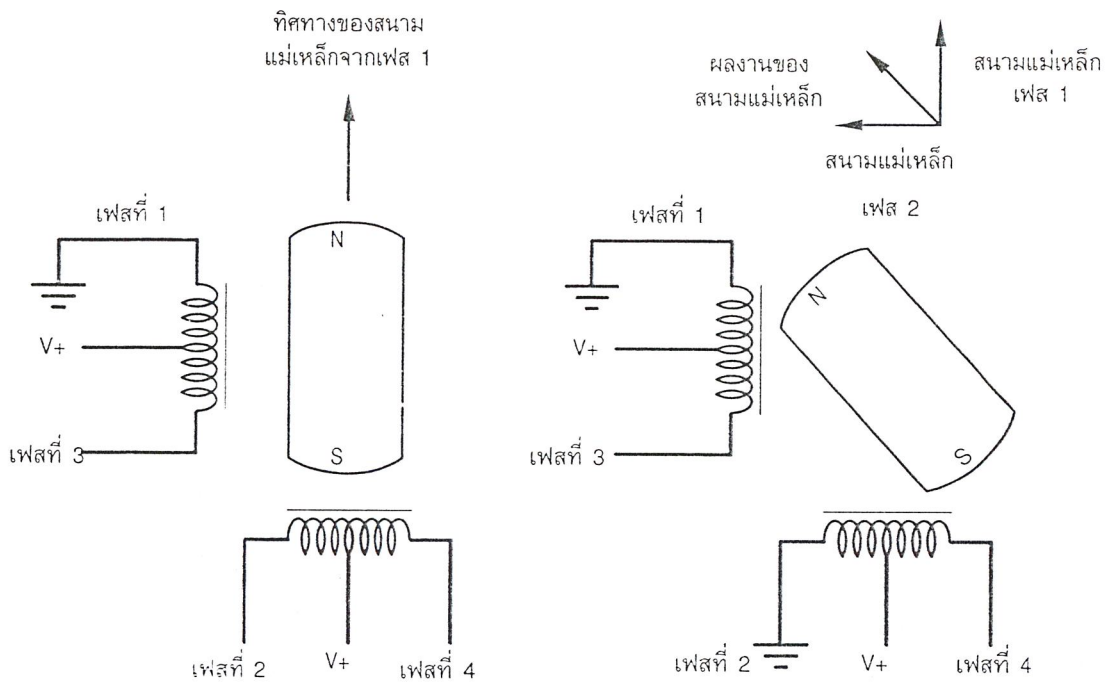 ทิศทางของสนาม
แม่เหล็กจากเฟส 1
เฟสที่ 1
N
V+
S
เฟสที่ 3
เฟสที่ 2
V+
เฟสที่ 4
ผลงานของ
สนามแม่เหล็ก
สนามแม่เหล็ก
เฟส 1
สนามแม่เหล็ก
เฟส 2
เฟสที่ 1
N
V+
S
เฟสที่ 3
เฟสที่ 2
V+
เฟสที่ 4